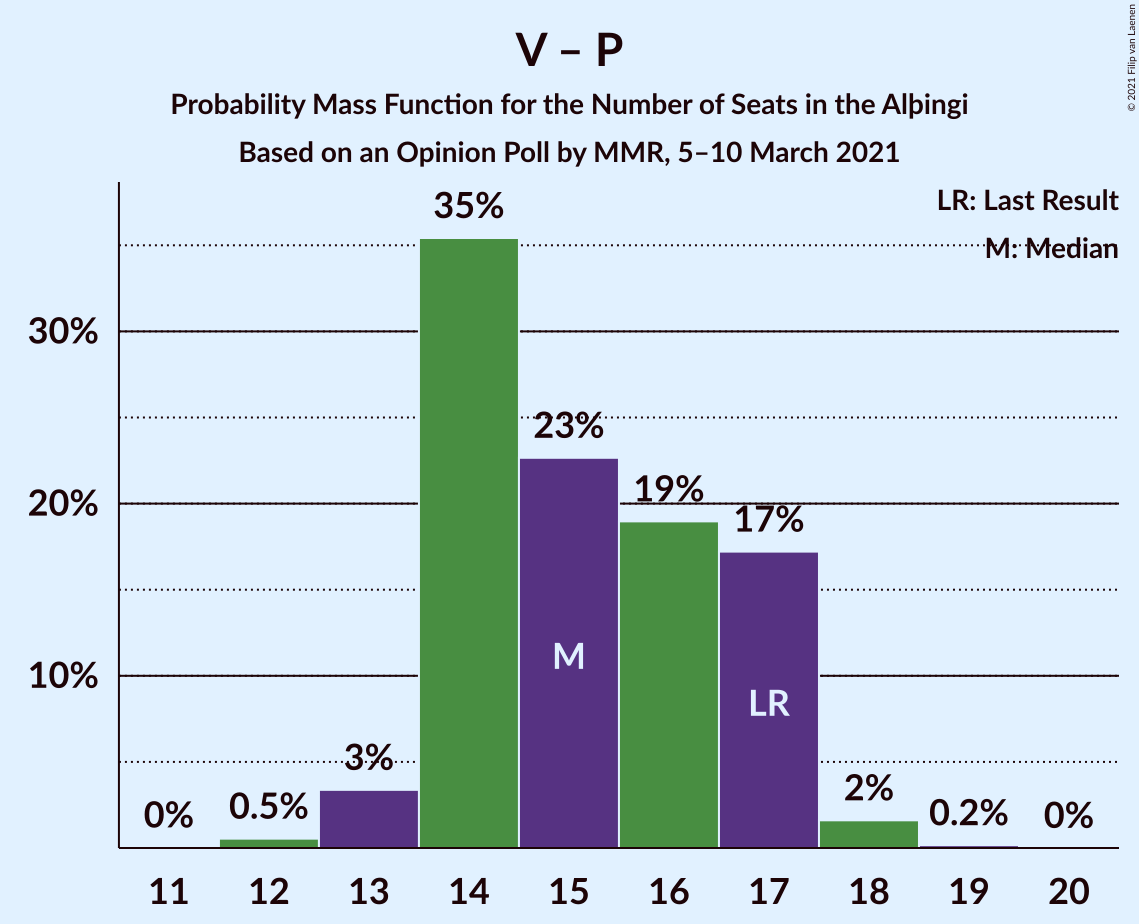 V – P
Probability Mass Function for the Number of Seats in the Alþingi
Based on an Opinion Poll by MMR, 5–10 March 2021
© 2021 Filip van Laenen
LR: Last Result
M: Median
35%
30%
23%
20%
19%
17%
10%
M
LR
3%
2%
0%
0.5%
0.2%
0%
11 12 13 14 15 16 17 18 19 20